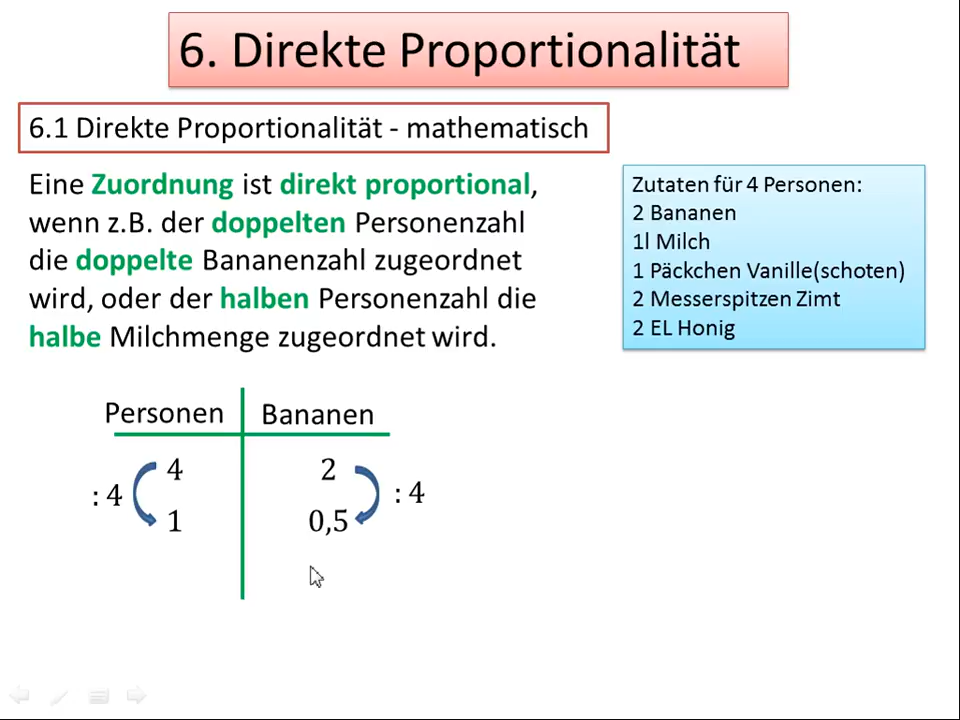 6. Direkte Proportionalität
6.1 Direkte Proportionalität - mathematisch
Eine Zuordnung ist direkt proportional,
wenn z.B. der doppelten Personenzahl
die doppelte Bananenzahl zugeordnet
wird, oder der halben Personenzahl die
halbe Milchmenge zugeordnet wird.
Zutaten für 4 Personen:
2 Bananen
1l Milch
1 Päckchen Vanille(schoten)
2 Messerspitzen Zimt
2 EL Honig
Personen Bananen
4 2
: 4 : 4
1 0,5